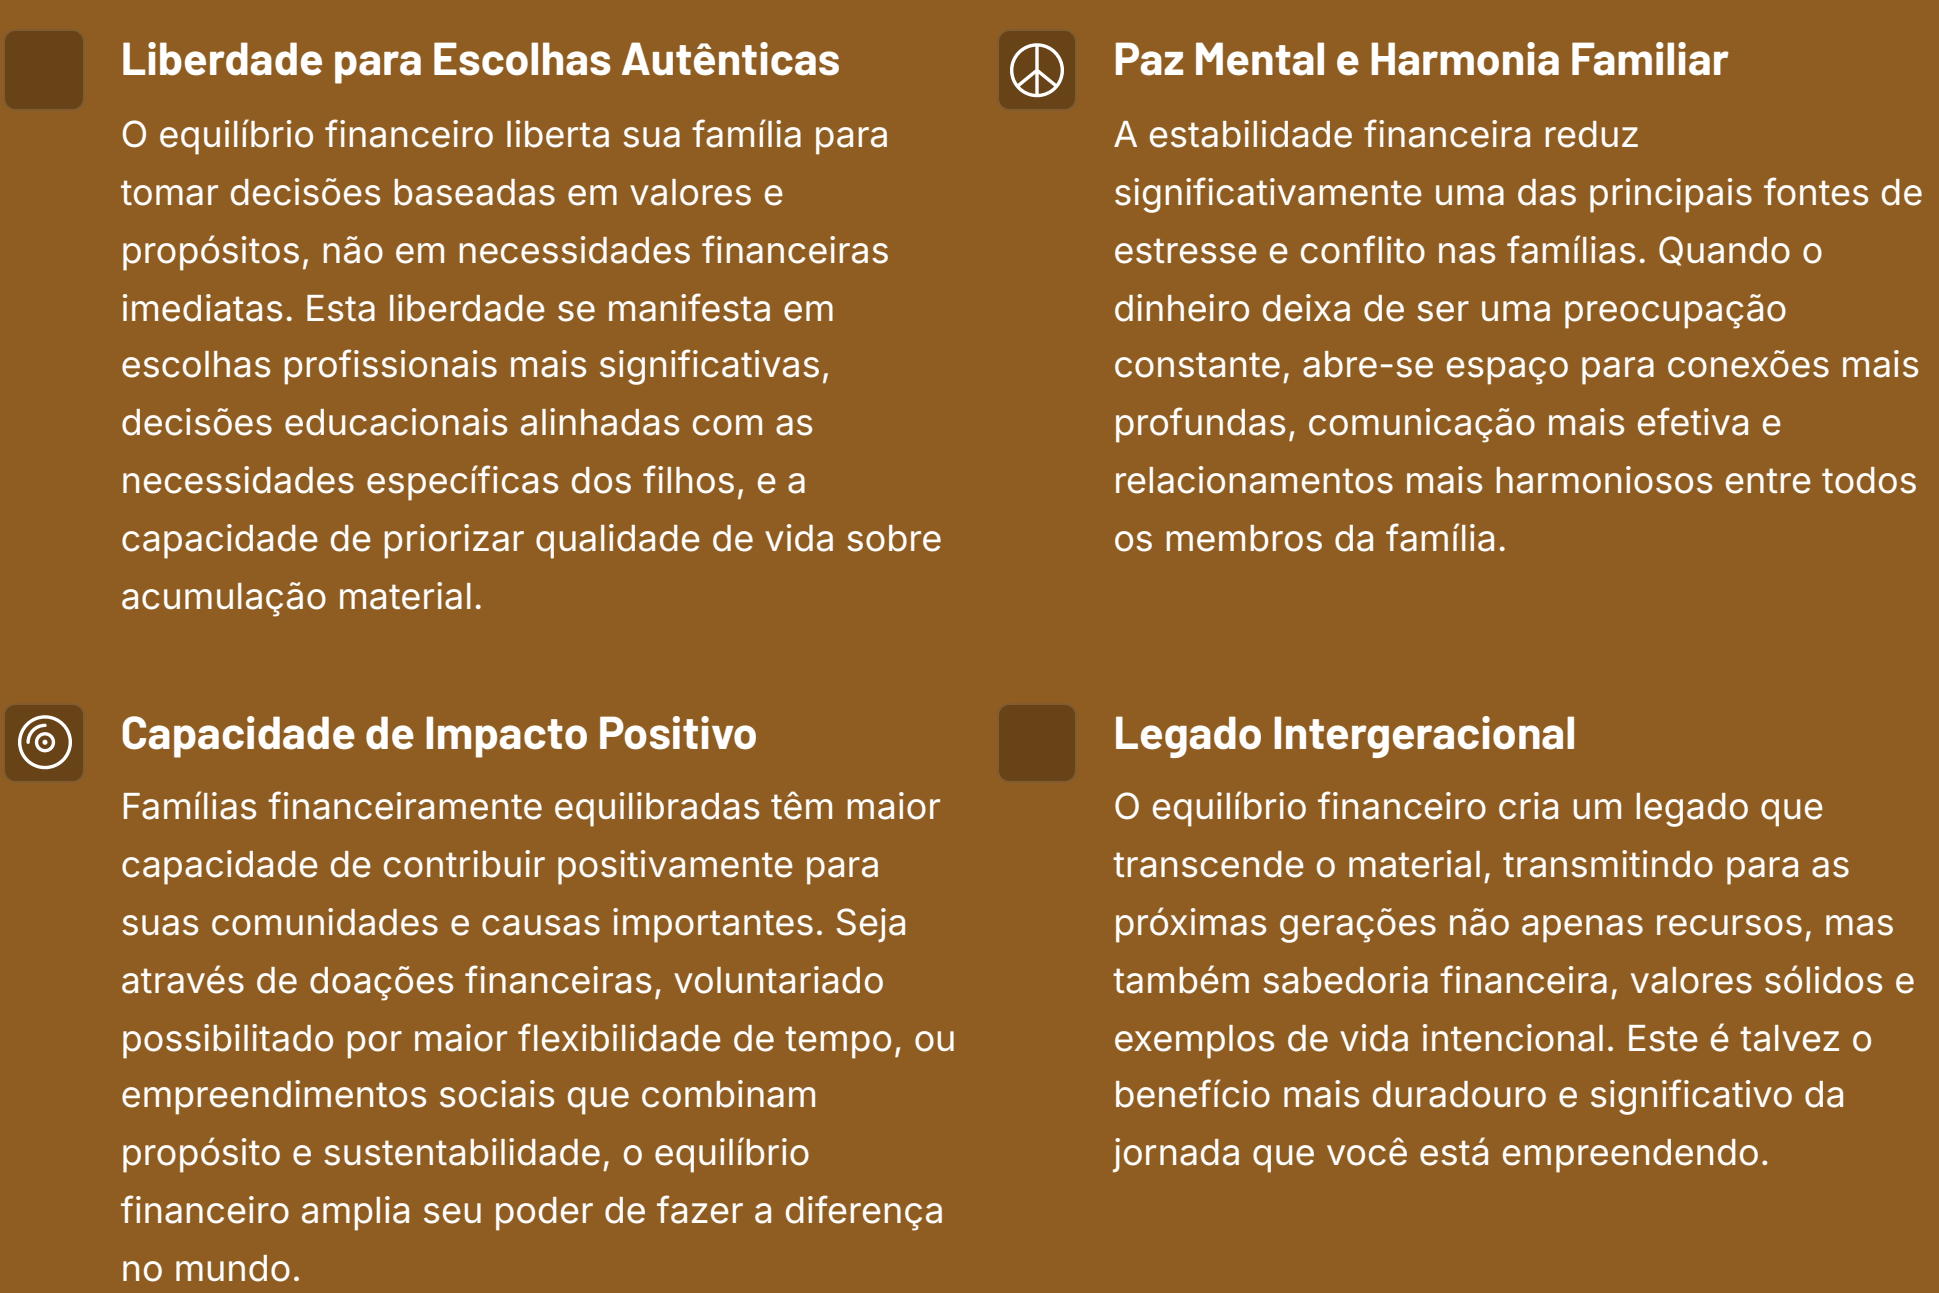 Liberdade para Escolhas Autênticas
O equilíbrio financeiro liberta sua família para
tomar decisões baseadas em valores e
propósitos, não em necessidades financeiras
imediatas. Esta liberdade se manifesta em
escolhas profissionais mais significativas,
decisões educacionais alinhadas com as
necessidades específicas dos filhos, e a
capacidade de priorizar qualidade de vida sobre
acumulação material.
Paz Mental e Harmonia Familiar
A estabilidade financeira reduz
significativamente uma das principais fontes de
estresse e conflito nas famílias. Quando o
dinheiro deixa de ser uma preocupação
constante, abre-se espaço para conexões mais
profundas, comunicação mais efetiva e
relacionamentos mais harmoniosos entre todos
os membros da família.
Capacidade de Impacto Positivo
Famílias financeiramente equilibradas têm maior
capacidade de contribuir positivamente para
suas comunidades e causas importantes. Seja
através de doações financeiras, voluntariado
possibilitado por maior flexibilidade de tempo, ou
empreendimentos sociais que combinam
propósito e sustentabilidade, o equilíbrio
financeiro amplia seu poder de fazer a diferença
no mundo.
Legado Intergeracional
O equilíbrio financeiro cria um legado que
transcende o material, transmitindo para as
próximas gerações não apenas recursos, mas
também sabedoria financeira, valores sólidos e
exemplos de vida intencional. Este é talvez o
benefício mais duradouro e significativo da
jornada que você está empreendendo.